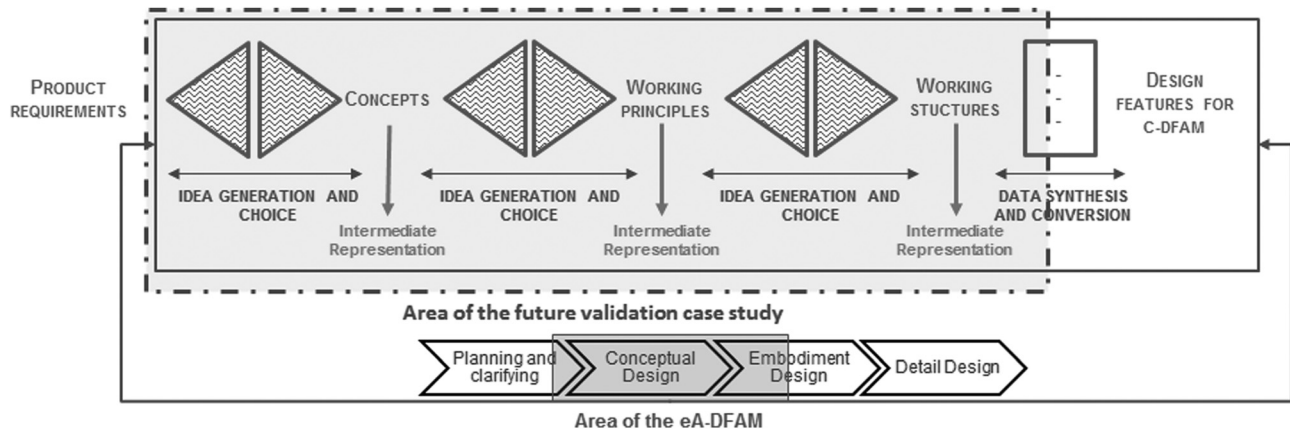 PRODUCT
REQUIREMENTS
CONCEPTS
WORKING
PRINCIPLES
WORKING
STUCTURES
DESIGN
FEATURES FOR
C-DFAM
IDEA GENERATION AND
CHOICE
IDEA GENERATION AND
CHOICE
IDEA GENERATION AND
CHOICE
DATA SYNTHESIS
AND CONVERSION
Intermediate
Representation
Intermediate
Representation
Intermediate
Representation
Area of the future validation case study
Planning and
clarifying
Conceptual
Design
Embodiment
Design
Detail Design
Area of the eA-DFAM